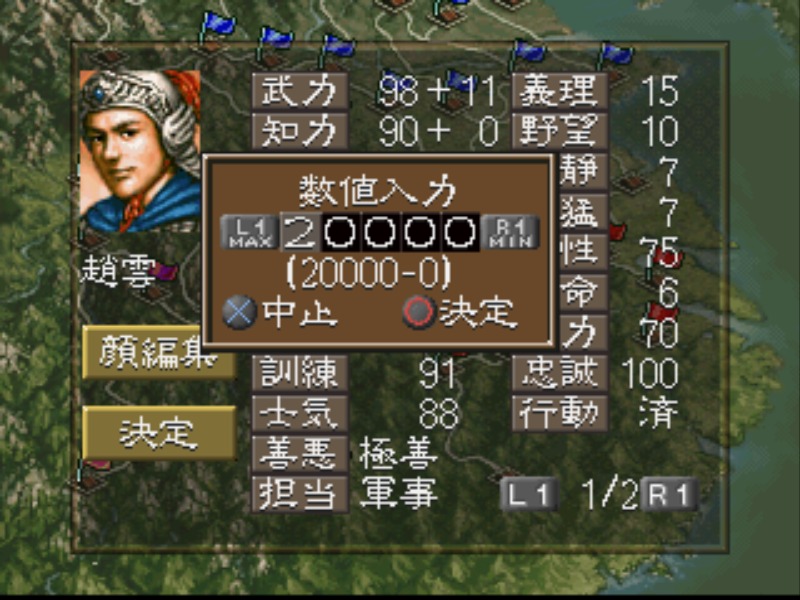 武力 98+11 義理 15
知力 90+ 0 野望 10
静 7
数値入力
猛 7
L1 MAX 20000 R1 MIN
性 75
趙雲
(20000-0)
命 6
中止 決定
力 70
顔編集
訓練 91 忠誠 100
士気 88 行動 済
決定
善悪 極善
担当 軍事 L1 1/2 R1